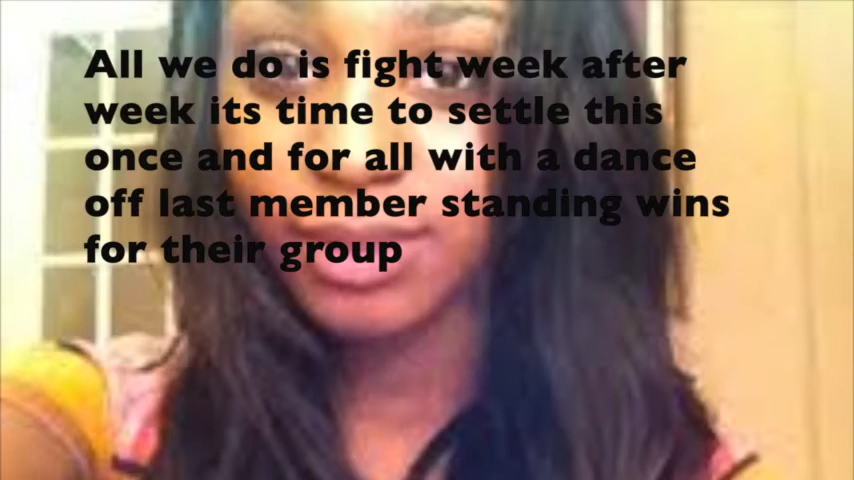 All we do is fight week after
week its time to settle this
once and for all with a dance
off last member standing wins
for their group